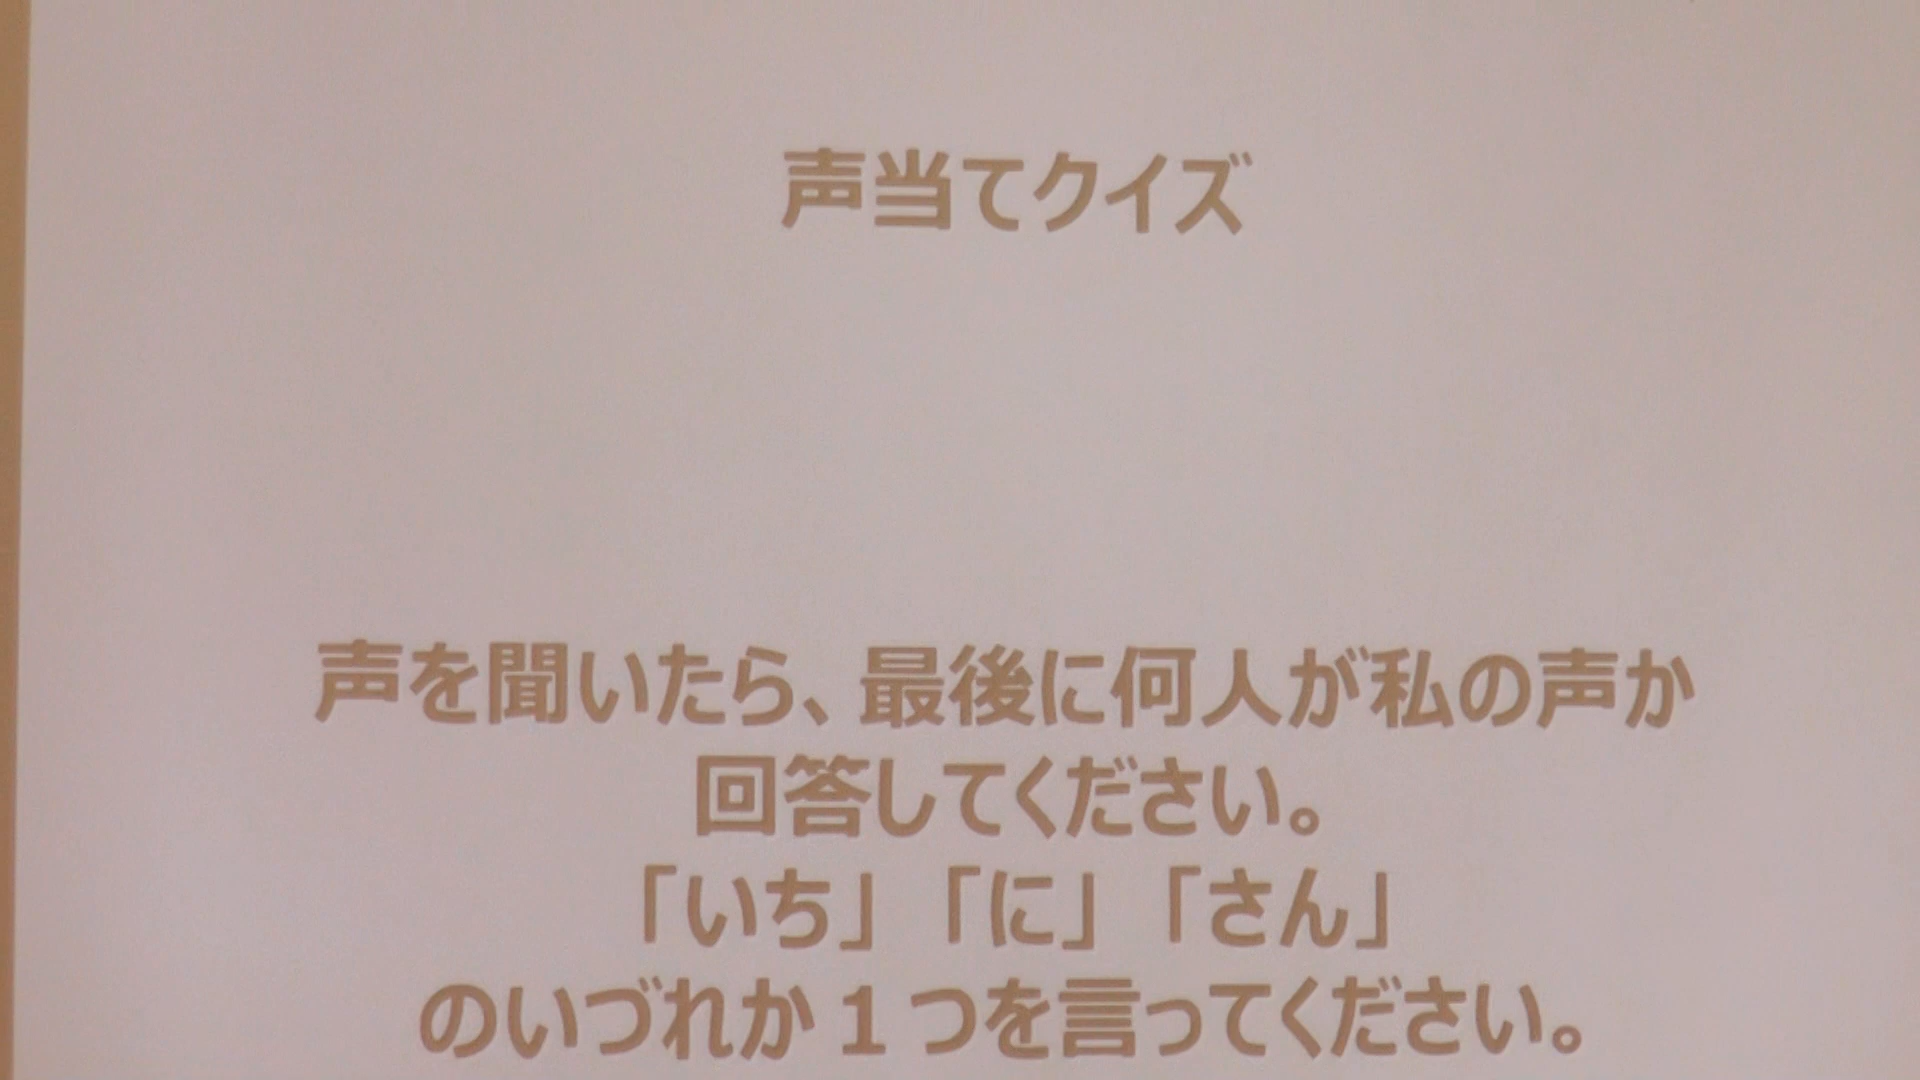 声当てクイズ
声を聞いたら、最後に何人が私の声か
回答してください。
「いち」「に」「さん」
のいづれか１つを言ってください。